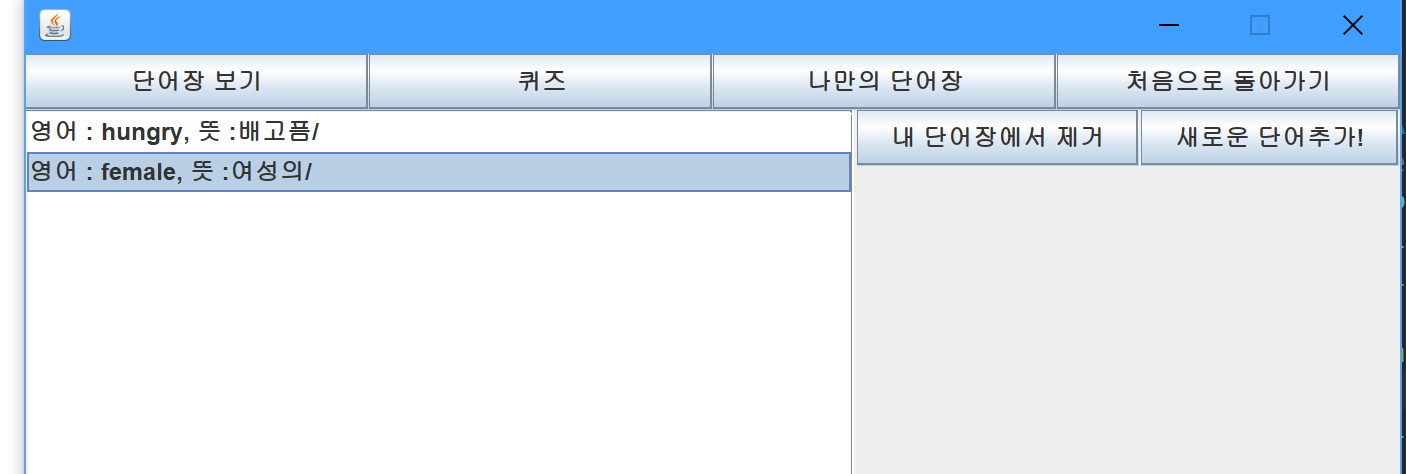 단어장 보기
퀴즈
나만의 단어장
처음으로 돌아가기
영어 : hungry, 뜻 :배고픔/
영어 : female, 뜻 :여성의/
내 단어장에서 제거
새로운 단어추가!